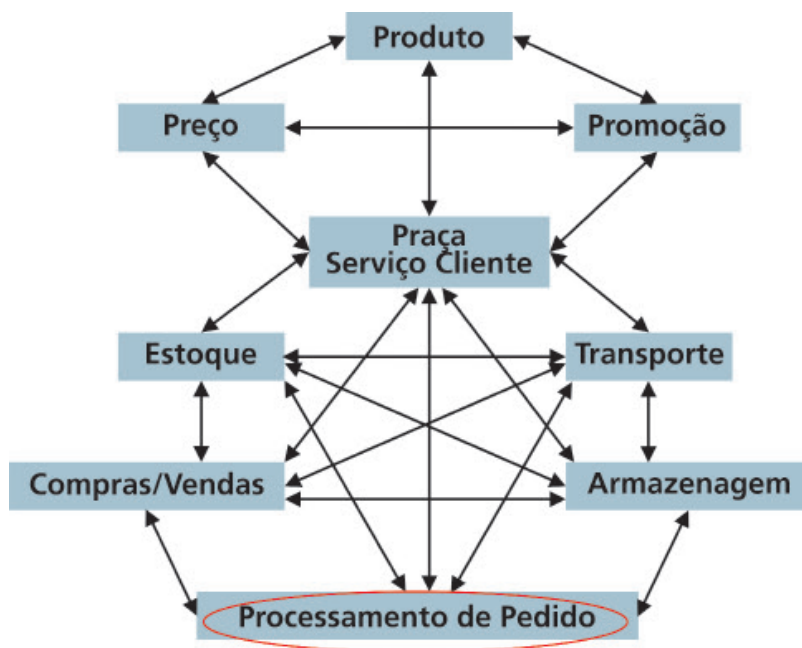 Produto
Preço
Promoção
Praça
Serviço Cliente
Estoque
Transporte
Compras/Vendas
Armazenagem
Processamento de Pedido